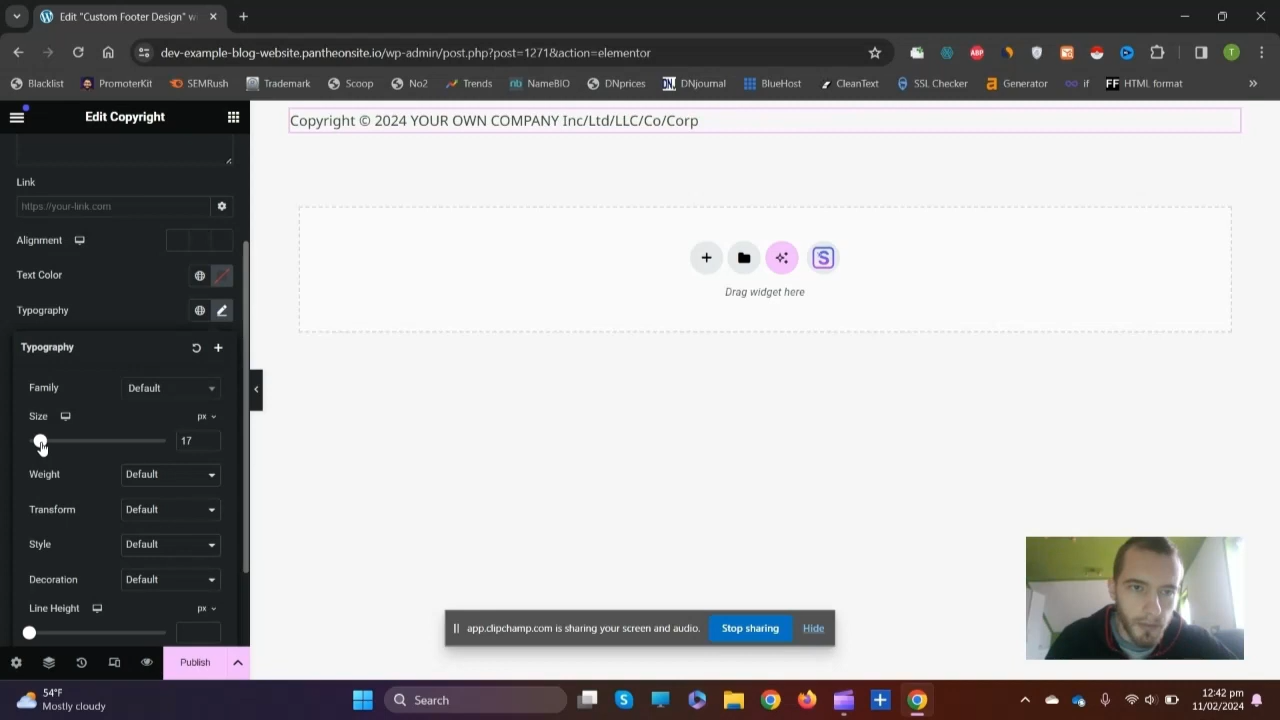 Edit "Custom Footer Design" w
dev-example-blog-website.pantheonsite.io/wp-admin/post.php?post=1271&action=elementor
ABP
T
Blacklist PromoterKit SEMRush Trademark Scoop No2 Trends nb NameBIO DNprices DNjournal BlueHost CleanText SSL Checker Generator if FF HTML format
Edit Copyright
Copyright © 2024 YOUR OWN COMPANY Inc/Ltd/LLC/Co/Corp
Link
https://your-link.com
Alignment
Text Color
Typography
Drag widget here
Typography
Family Default
Size px
17
Weight Default
Transform Default
Style Default
Decoration Default
Line Height px
app.clipchamp.com is sharing your screen and audio. Stop sharing Hide
Publish
54°F
Mostly cloudy
Search
12:42 pm
11/02/2024